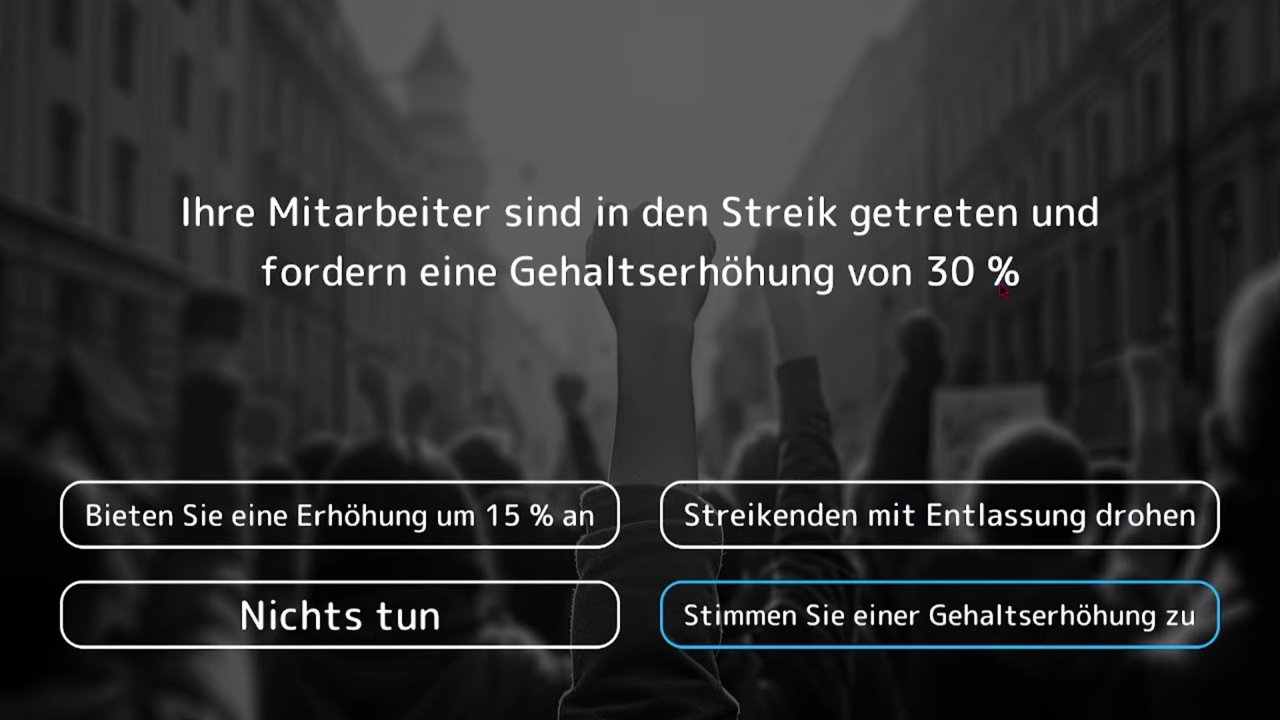 Ihre Mitarbeiter sind in den Streik getreten und
fordern eine Gehaltserhöhung von 30 %
Bieten Sie eine Erhöhung um 15 % an
Streikenden mit Entlassung drohen
Nichts tun
Stimmen Sie einer Gehaltserhöhung zu